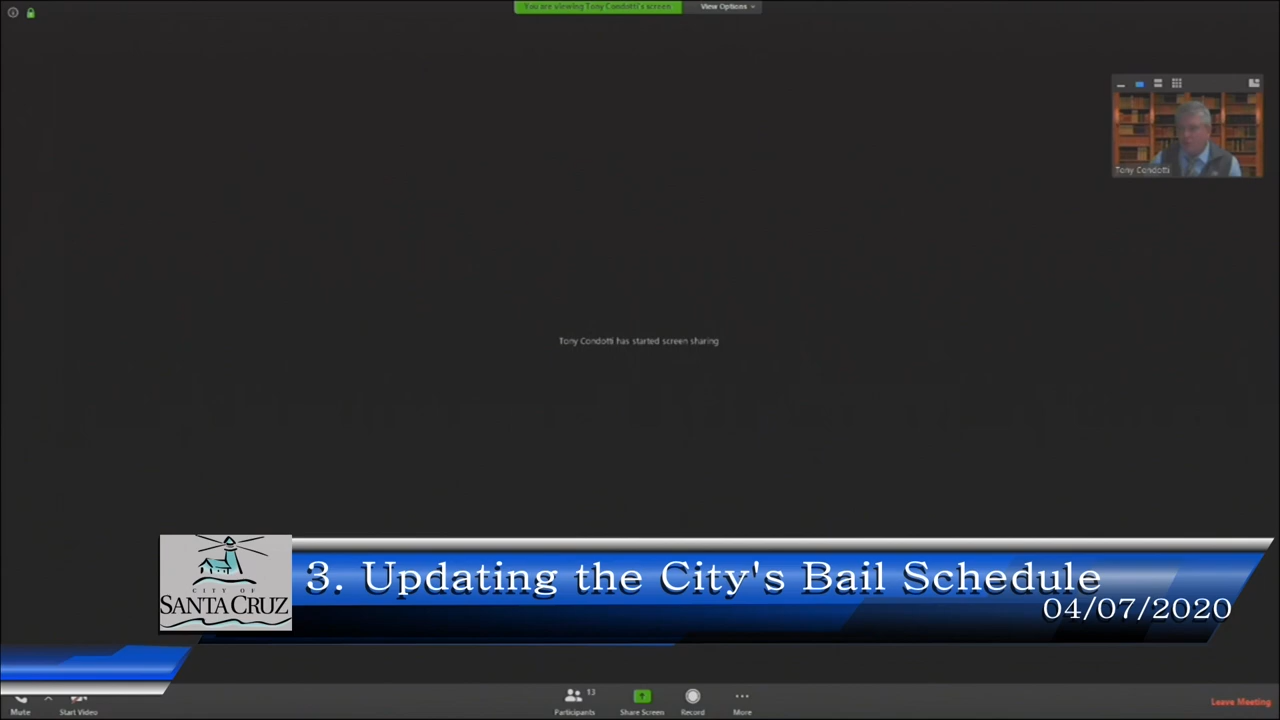 You are viewing Tony Condotti's screen
View Options
Tony Condotti
Tony Condotti has started screen sharing
3. Updating the City's Bail Schedule
04/07/2020
CITY OF
SANTA CRUZ
13
Mute
Start Video
Participants
Share Screen
Record
More
Leave Meeting